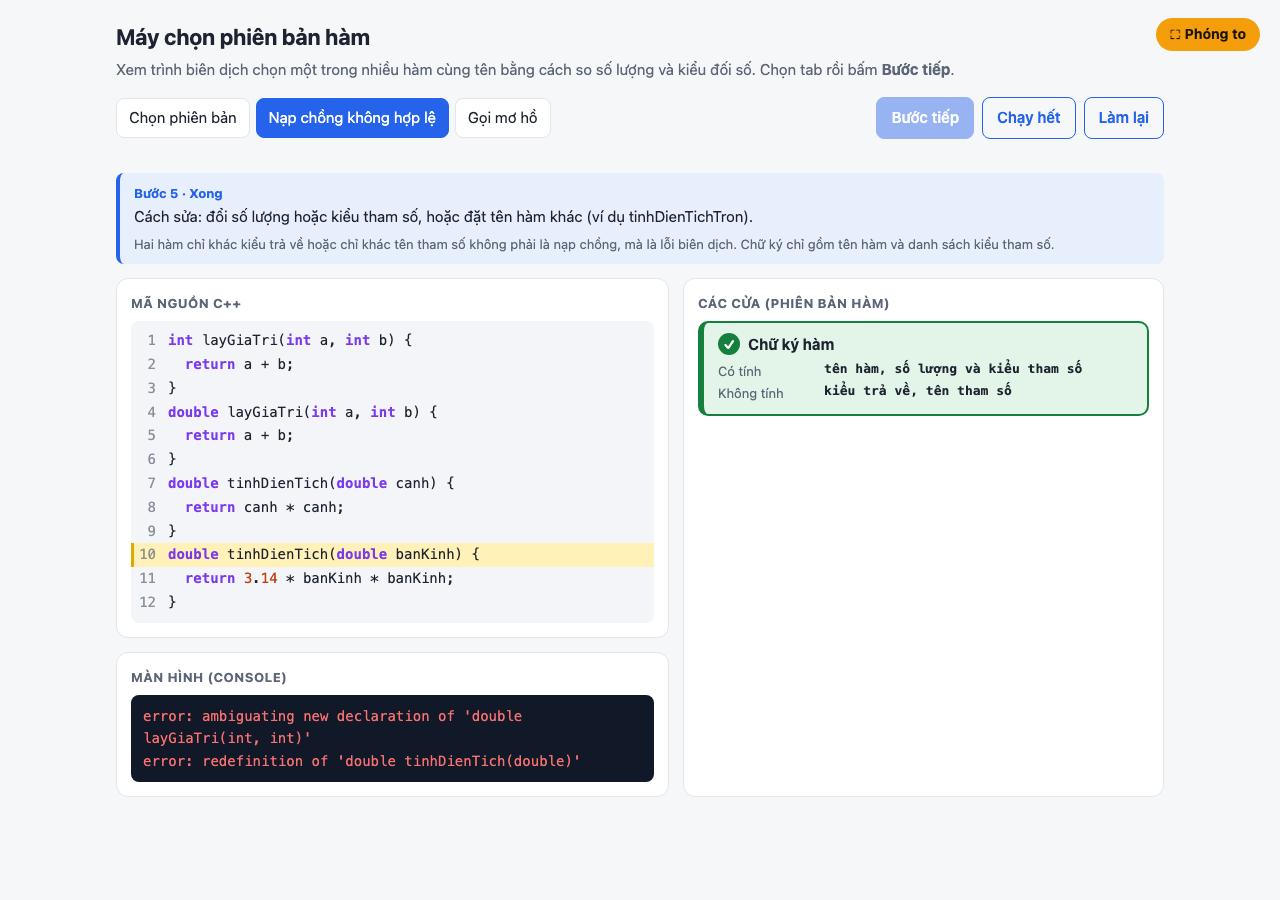 Máy chọn phiên bản hàm
⛶ Phóng to
Xem trình biên dịch chọn một trong nhiều hàm cùng tên bằng cách so số lượng và kiểu đối số. Chọn tab rồi bấm Bước tiếp.
Chọn phiên bản
Nạp chồng không hợp lệ
Gọi mơ hồ
Bước tiếp
Chạy hết
Làm lại
Bước 5 · Xong
Cách sửa: đổi số lượng hoặc kiểu tham số, hoặc đặt tên hàm khác (ví dụ tinhDienTichTron).
Hai hàm chỉ khác kiểu trả về hoặc chỉ khác tên tham số không phải là nạp chồng, mà là lỗi biên dịch. Chữ ký chỉ gồm tên hàm và danh sách kiểu tham số.
MÃ NGUỒN C++
1 int layGiaTri(int a, int b) {
2   return a + b;
3 }
4 double layGiaTri(int a, int b) {
5   return a + b;
6 }
7 double tinhDienTich(double canh) {
8   return canh * canh;
9 }
10 double tinhDienTich(double banKinh) {
11   return 3.14 * banKinh * banKinh;
12 }
MÀN HÌNH (CONSOLE)
error: ambiguating new declaration of 'double
layGiaTri(int, int)'
error: redefinition of 'double tinhDienTich(double)'
CÁC CỬA (PHIÊN BẢN HÀM)
Chữ ký hàm
Có tính tên hàm, số lượng và kiểu tham số
Không tính kiểu trả về, tên tham số